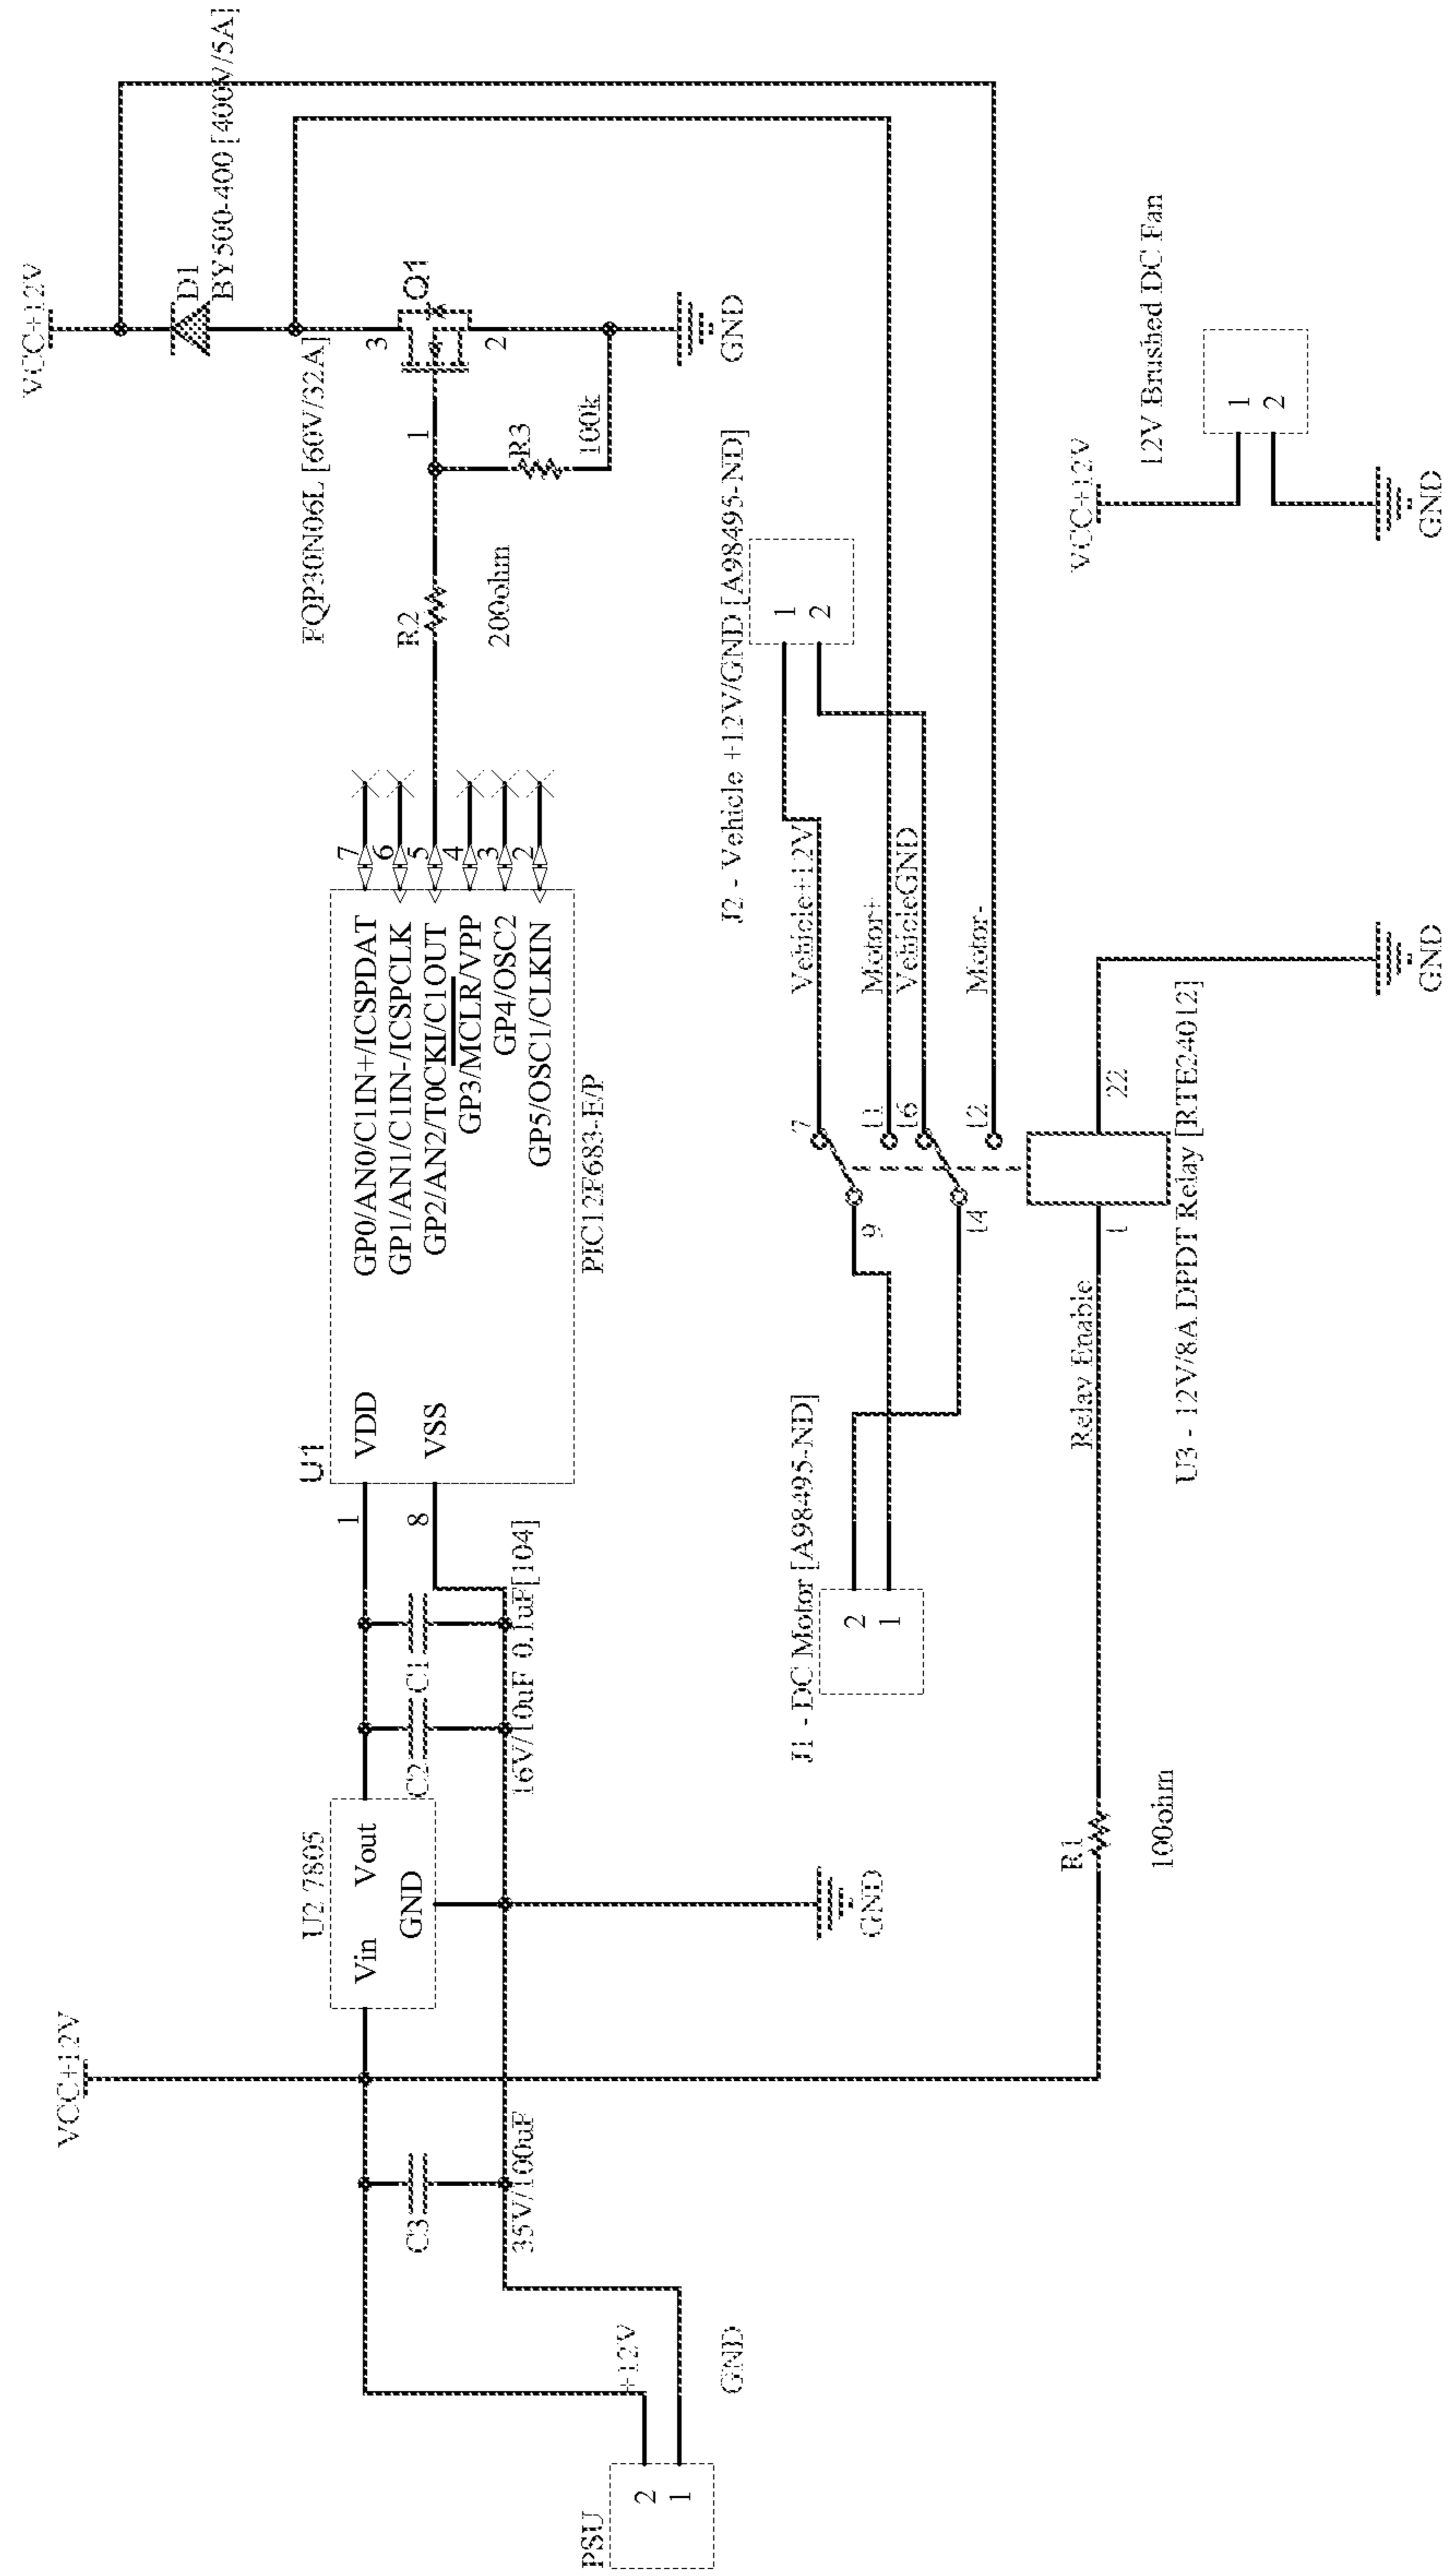 VCC+12V
VCC+12V
D1
BY500-400 [400V/5A]
U2 7805
Vin
Vout
GND
U1
1
VDD
8
VSS
GP0/AN0/C1IN+/ICSPDAT
GP1/AN1/C1IN-/ICSPCLK
GP2/AN2/T0CKI/C1OUT
GP3/MCLR/VPP
GP4/OSC2
GP5/OSC1/CLKIN
7
6
5
4
3
2
PIC12F683-E/P
FQP30N06L [60V/32A]
R2
200ohm
1
3
Q1
2
R3
100k
GND
C3
35V/100uF
C2
C1
16V/10uF
0.1uF[104]
PSU
2
1
+12V
GND
GND
J1 - DC Motor [A98495-ND]
2
1
J2 - Vehicle +12V/GND [A98495-ND]
1
2
Vehicle+12V
Motor+
VehicleGND
Motor-
7
11
16
12
9
14
R1
100ohm
Relay Enable
1
22
U3 - 12V/8A DPDT Relay [RTE24012]
GND
VCC+12V
12V Brushed DC Fan
1
2
GND